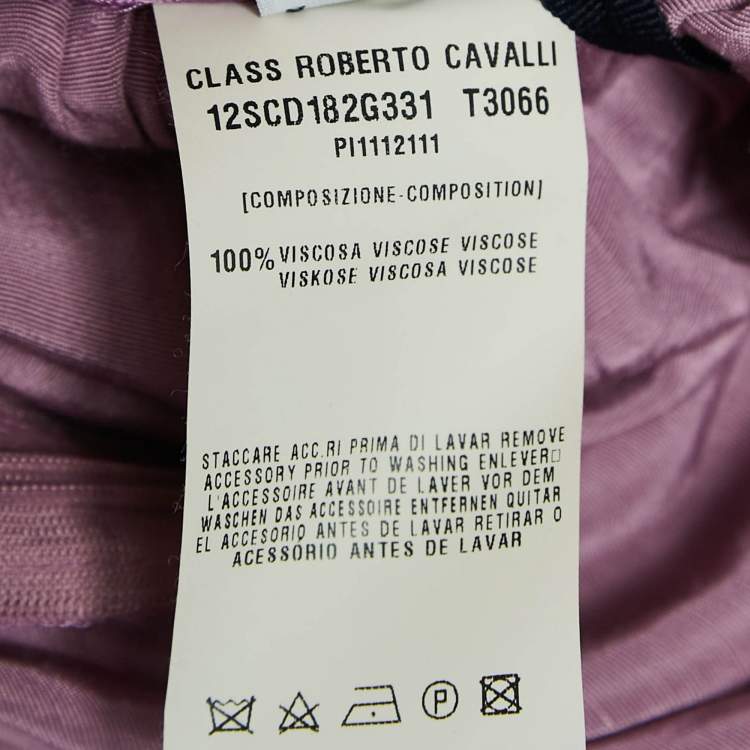 CLASS ROBERTO CAVALLI
12SCD182G331 T3066
PI1112111
[COMPOSIZIONE-COMPOSITION]
100% VISCOSA VISCOSE VISCOSE
VISKOSE VISCOSA VISCOSE
STACCARE ACC.RI PRIMA DI LAVAR REMOVE
ACCESSORY PRIOR TO WASHING ENLEVER□
L'ACCESSOIRE AVANT DE LAVER VOR DEM
WASCHEN DAS ACCESSOIRE ENTFERNEN QUITAR
EL ACCESORIO ANTES DE LAVAR RETIRAR O
ACESSORIO ANTES DE LAVAR
P